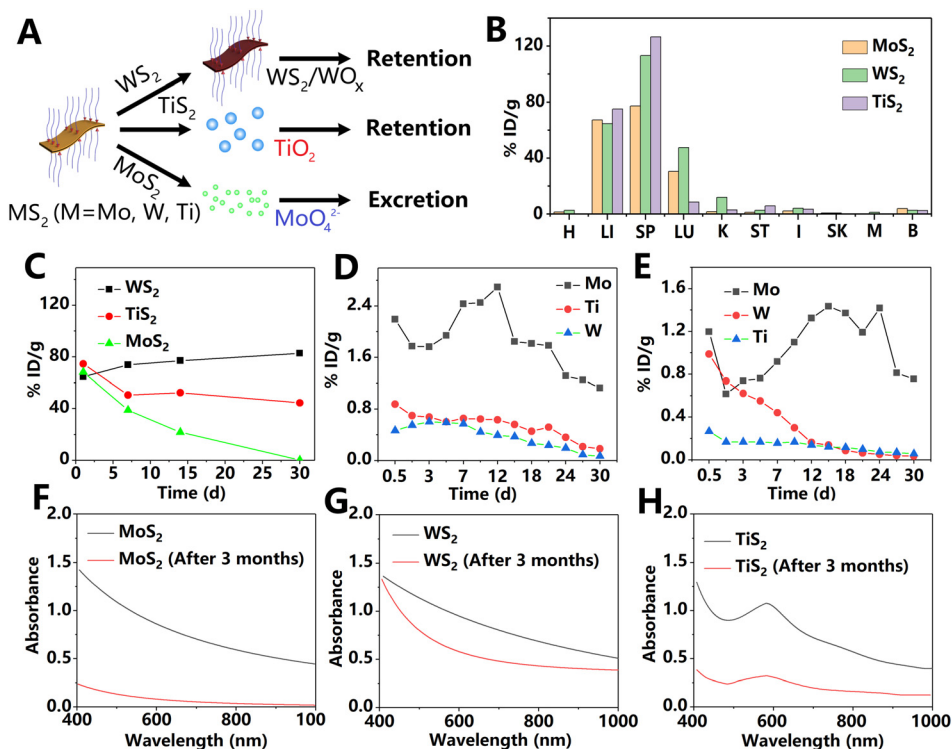 A
WS₂
TiS₂
MoS₂
MS₂ (M=Mo, W, Ti)
WS₂/WOₓ
Retention
TiO₂
Retention
MoO₄²⁻
Excretion
B
% ID/g
120
80
40
0
MoS₂
WS₂
TiS₂
H LI SP LU K ST I SK M B
C
% ID/g
120
80
40
0
WS₂
TiS₂
MoS₂
0 5 10 15 20 25 30
Time (d)
D
% ID/g
2.4
1.6
0.8
0.0
Mo
Ti
W
0.5 3 7 12 18 24 30
Time (d)
E
% ID/g
1.6
1.2
0.8
0.4
0.0
Mo
W
Ti
0.5 3 7 12 18 24 30
Time (d)
F
Absorbance
2.0
1.5
1.0
0.5
0.0
MoS₂
MoS₂ (After 3 months)
400 600 800 1000
Wavelength (nm)
G
Absorbance
2.0
1.5
1.0
0.5
0.0
WS₂
WS₂ (After 3 months)
400 600 800 1000
Wavelength (nm)
H
Absorbance
2.0
1.5
1.0
0.5
0.0
TiS₂
TiS₂ (After 3 months)
400 600 800 1000
Wavelength (nm)